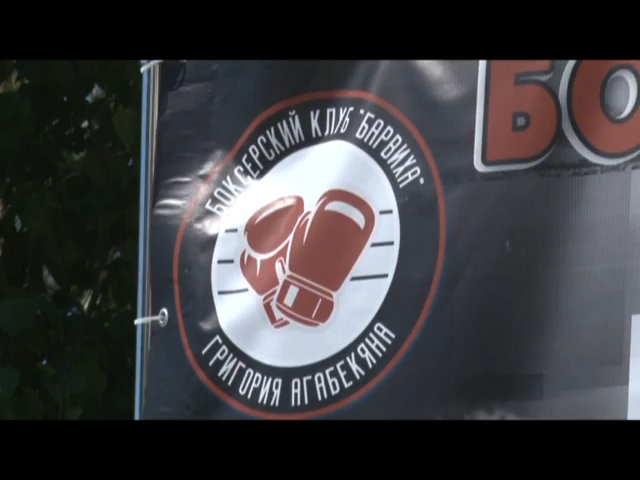 БОКСЕРСКИЙ КЛУБ "БАРВИХА"
ГРИГОРИЯ АГАБЕКЯНА
БО